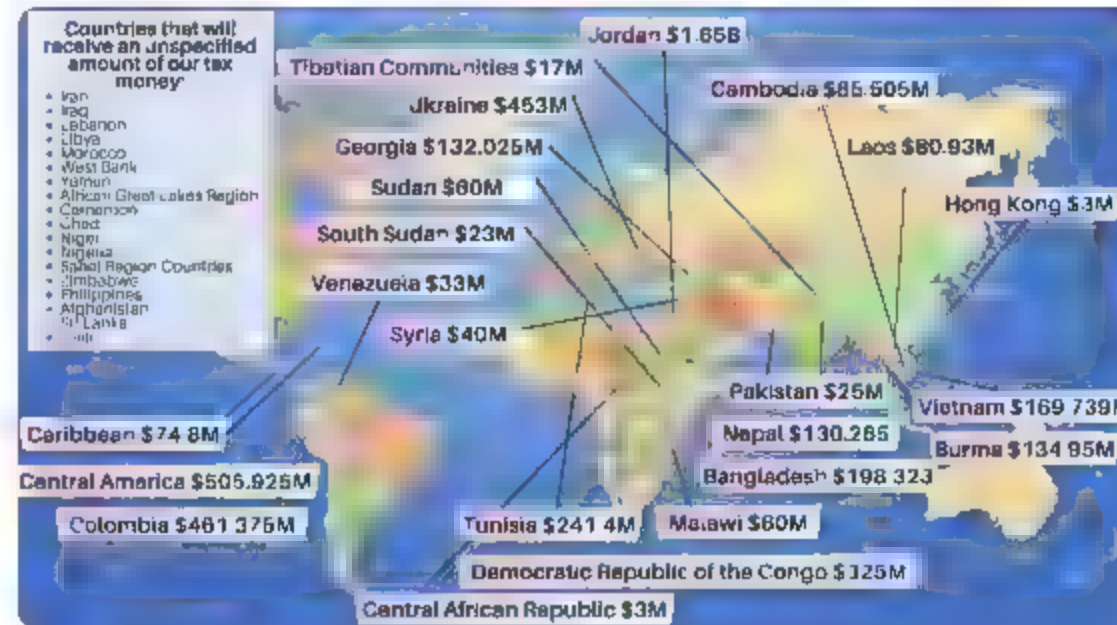 Countries that will
receive an unspecified
amount of our tax
money
• Iran
• Iraq
• Lebanon
• Libya
• Morocco
• West Bank
• Yemen
• African Great Lakes Region
• Cameroon
• Chad
• Niger
• Nigeria
• Sahel Region Countries
• Zimbabwe
• Philippines
• Afghanistan
• Sri Lanka
Jordan $1.65B
Tibetian Communities $17M
Cambodia $85.505M
Ukraine $453M
Georgia $132.025M
Laos $80.93M
Sudan $60M
Hong Kong $3M
South Sudan $23M
Venezuela $33M
Syria $40M
Pakistan $25M
Vietnam $169.739
Caribbean $74.8M
Nepal $130.265
Burma $134.95M
Central America $505.925M
Bangladesh $198.323
Colombia $461.375M
Tunisia $241.4M
Malawi $60M
Democratic Republic of the Congo $325M
Central African Republic $3M